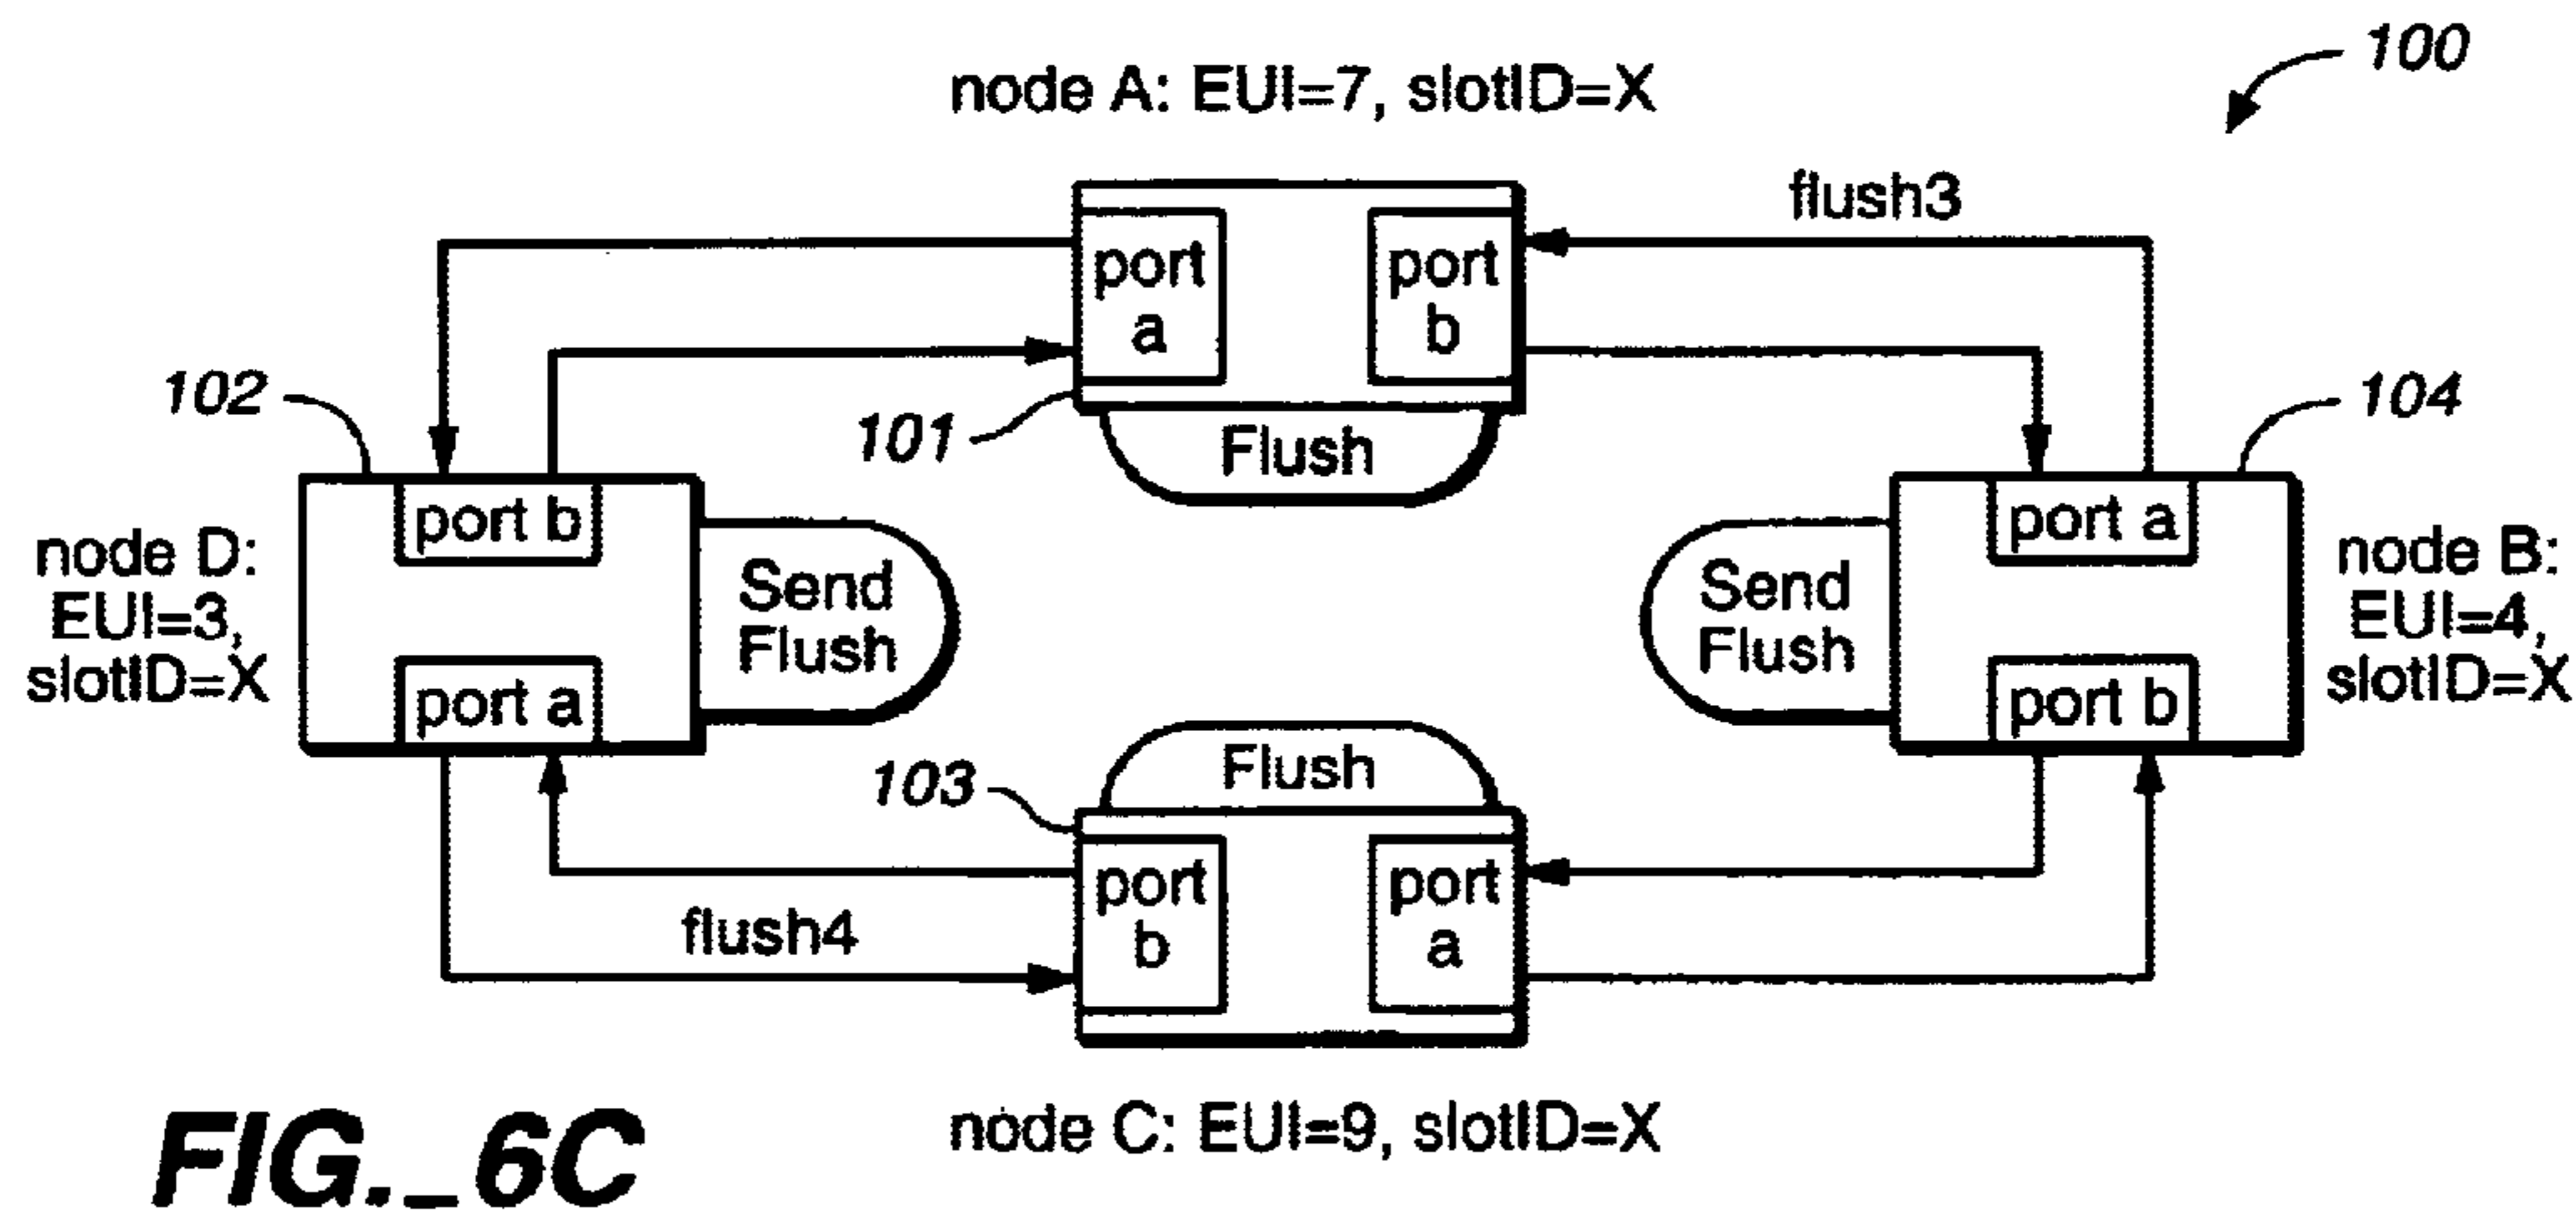 100
node A: EUI=7, slotID=X
flush3
port
a
port
b
102
101
104
Flush
port b
port a
node D:
EUI=3,
slotID=X
Send
Flush
Send
Flush
node B:
EUI=4,
slotID=X
port a
port b
103
Flush
port
b
port
a
flush4
node C: EUI=9, slotID=X
FIG._6C